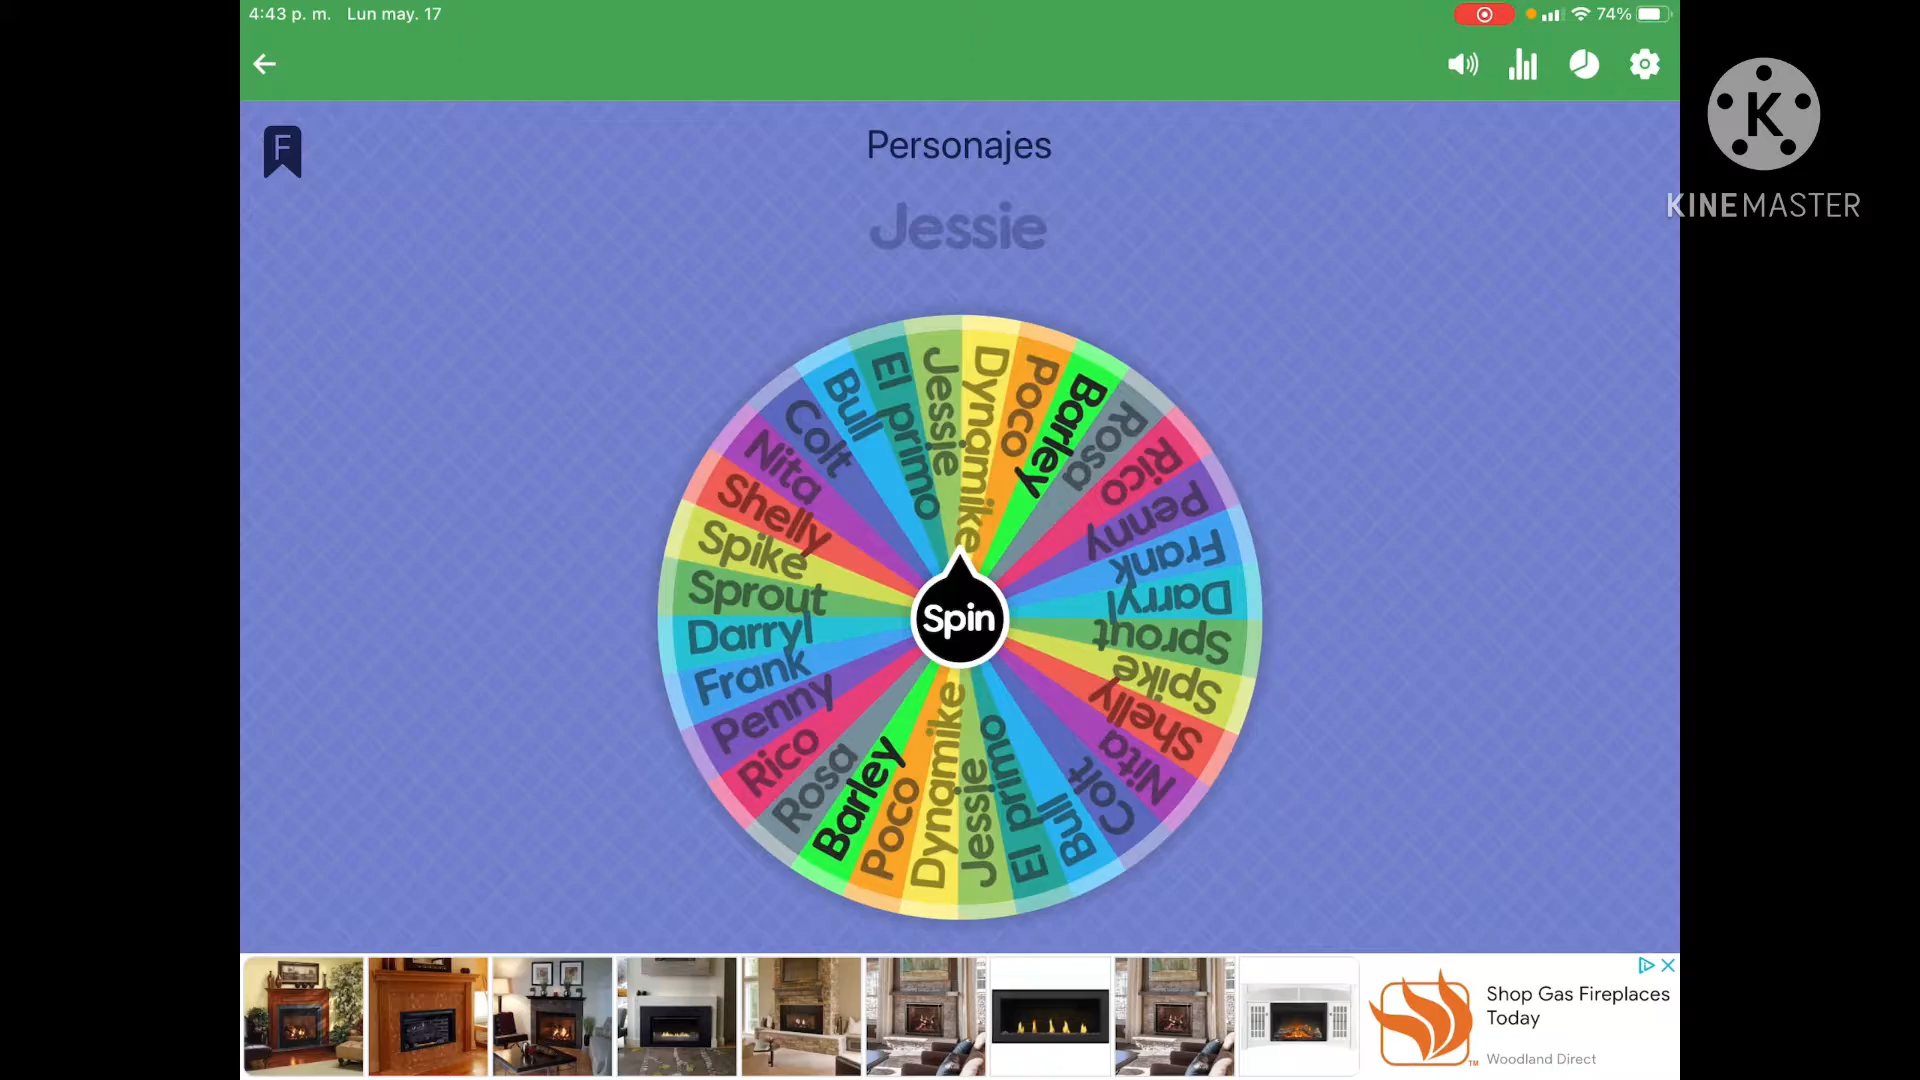 4:43 p. m. Lun may. 17
74%
F
Personajes
Jessie
K
KINEMASTER
Dynamike
Poco
Barley
Rosa
Rico
Penny
Frank
Darryl
Sprout
Spike
Shelly
Nita
Colt
Bull
El primo
Jessie
Dynamike
Poco
Barley
Rosa
Rico
Penny
Frank
Darryl
Sprout
Spike
Shelly
Nita
Colt
Bull
El primo
Jessie
Spin
Shop Gas Fireplaces
Today
Woodland Direct
TM